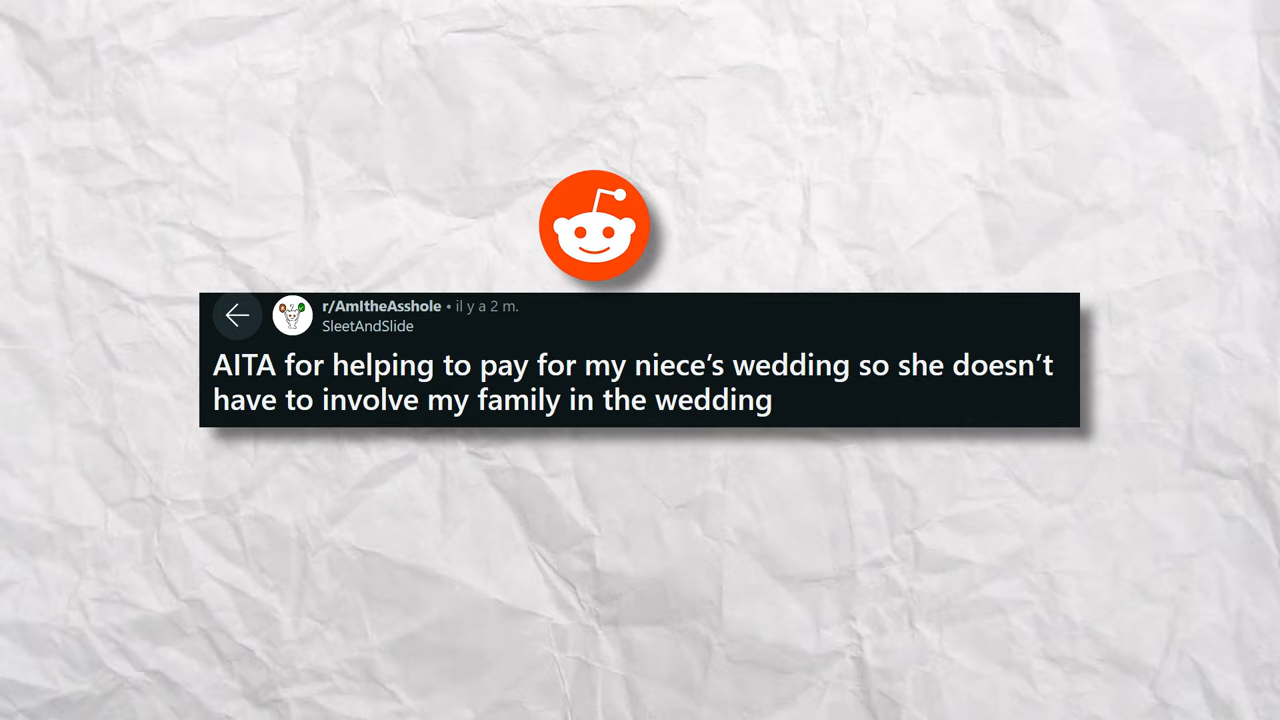 r/AmItheAsshole • il y a 2 m.
SleetAndSlide
AITA for helping to pay for my niece’s wedding so she doesn’t
have to involve my family in the wedding